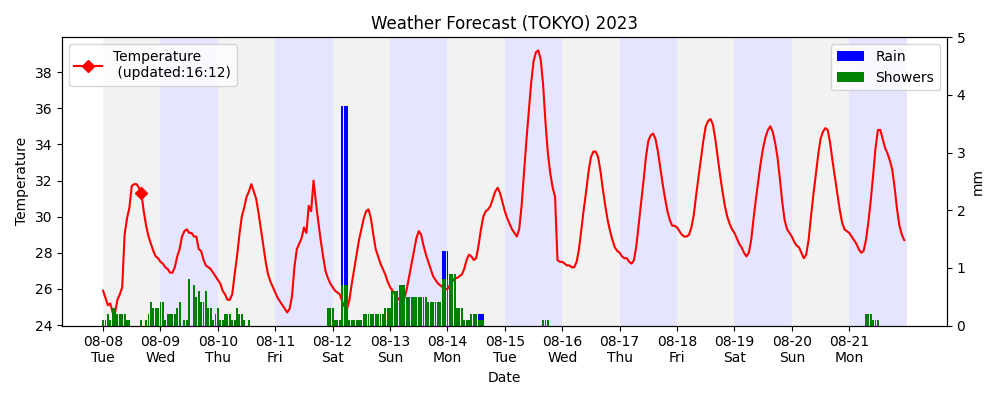 Weather Forecast (TOKYO) 2023
Temperature
(updated:16:12)
Rain
Showers
Temperature
38
36
34
32
30
28
26
24
5
4
3
2
1
0
mm
08-08 08-09 08-10 08-11 08-12 08-13 08-14 08-15 08-16 08-17 08-18 08-19 08-20 08-21
Tue Wed Thu Fri Sat Sun Mon Tue Wed Thu Fri Sat Sun Mon
Date